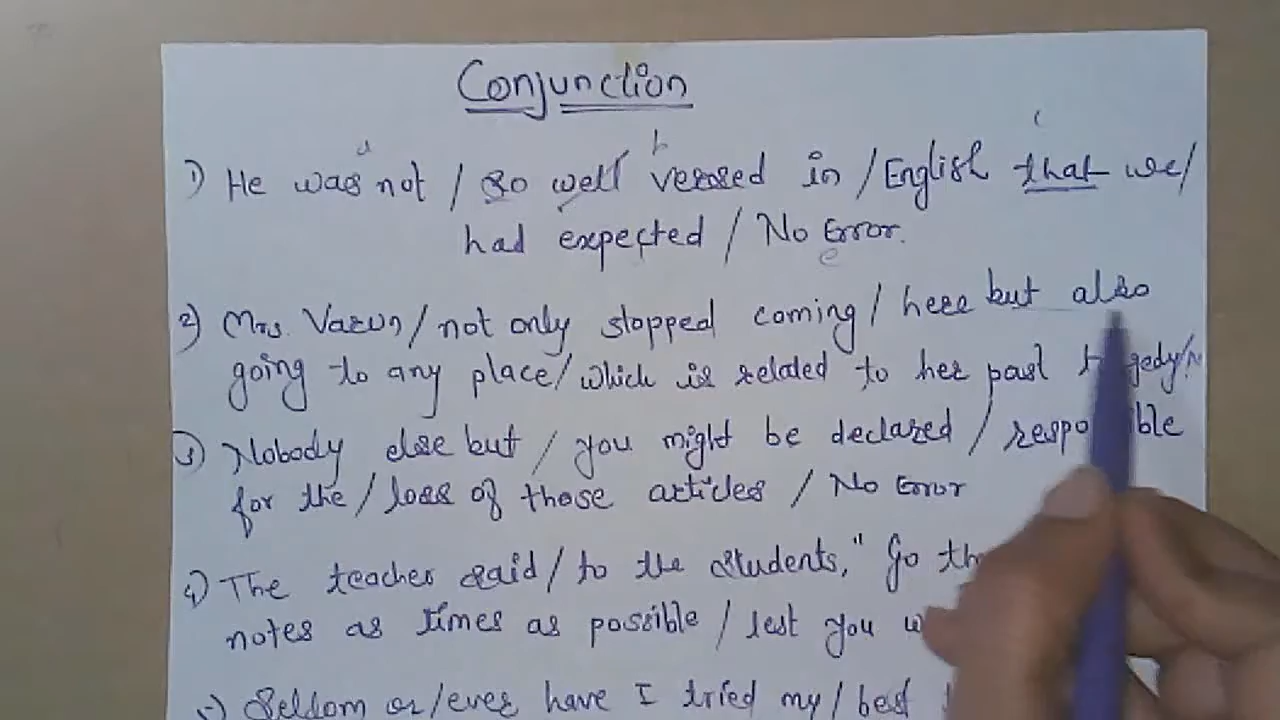 Conjunction
a b c
1) He was not / so well versed in / English that we /
had expected / No Error.
e
2) Mrs. Varun / not only stopped coming / here but also
going to any place / which is related to her past
3) Nobody else but / you might be declared /
for the / loss of those articles / No Error
4) The teacher said / to the students, " Go
notes as times as possible / lest you
5) Seldom or / ever have I tried my / best